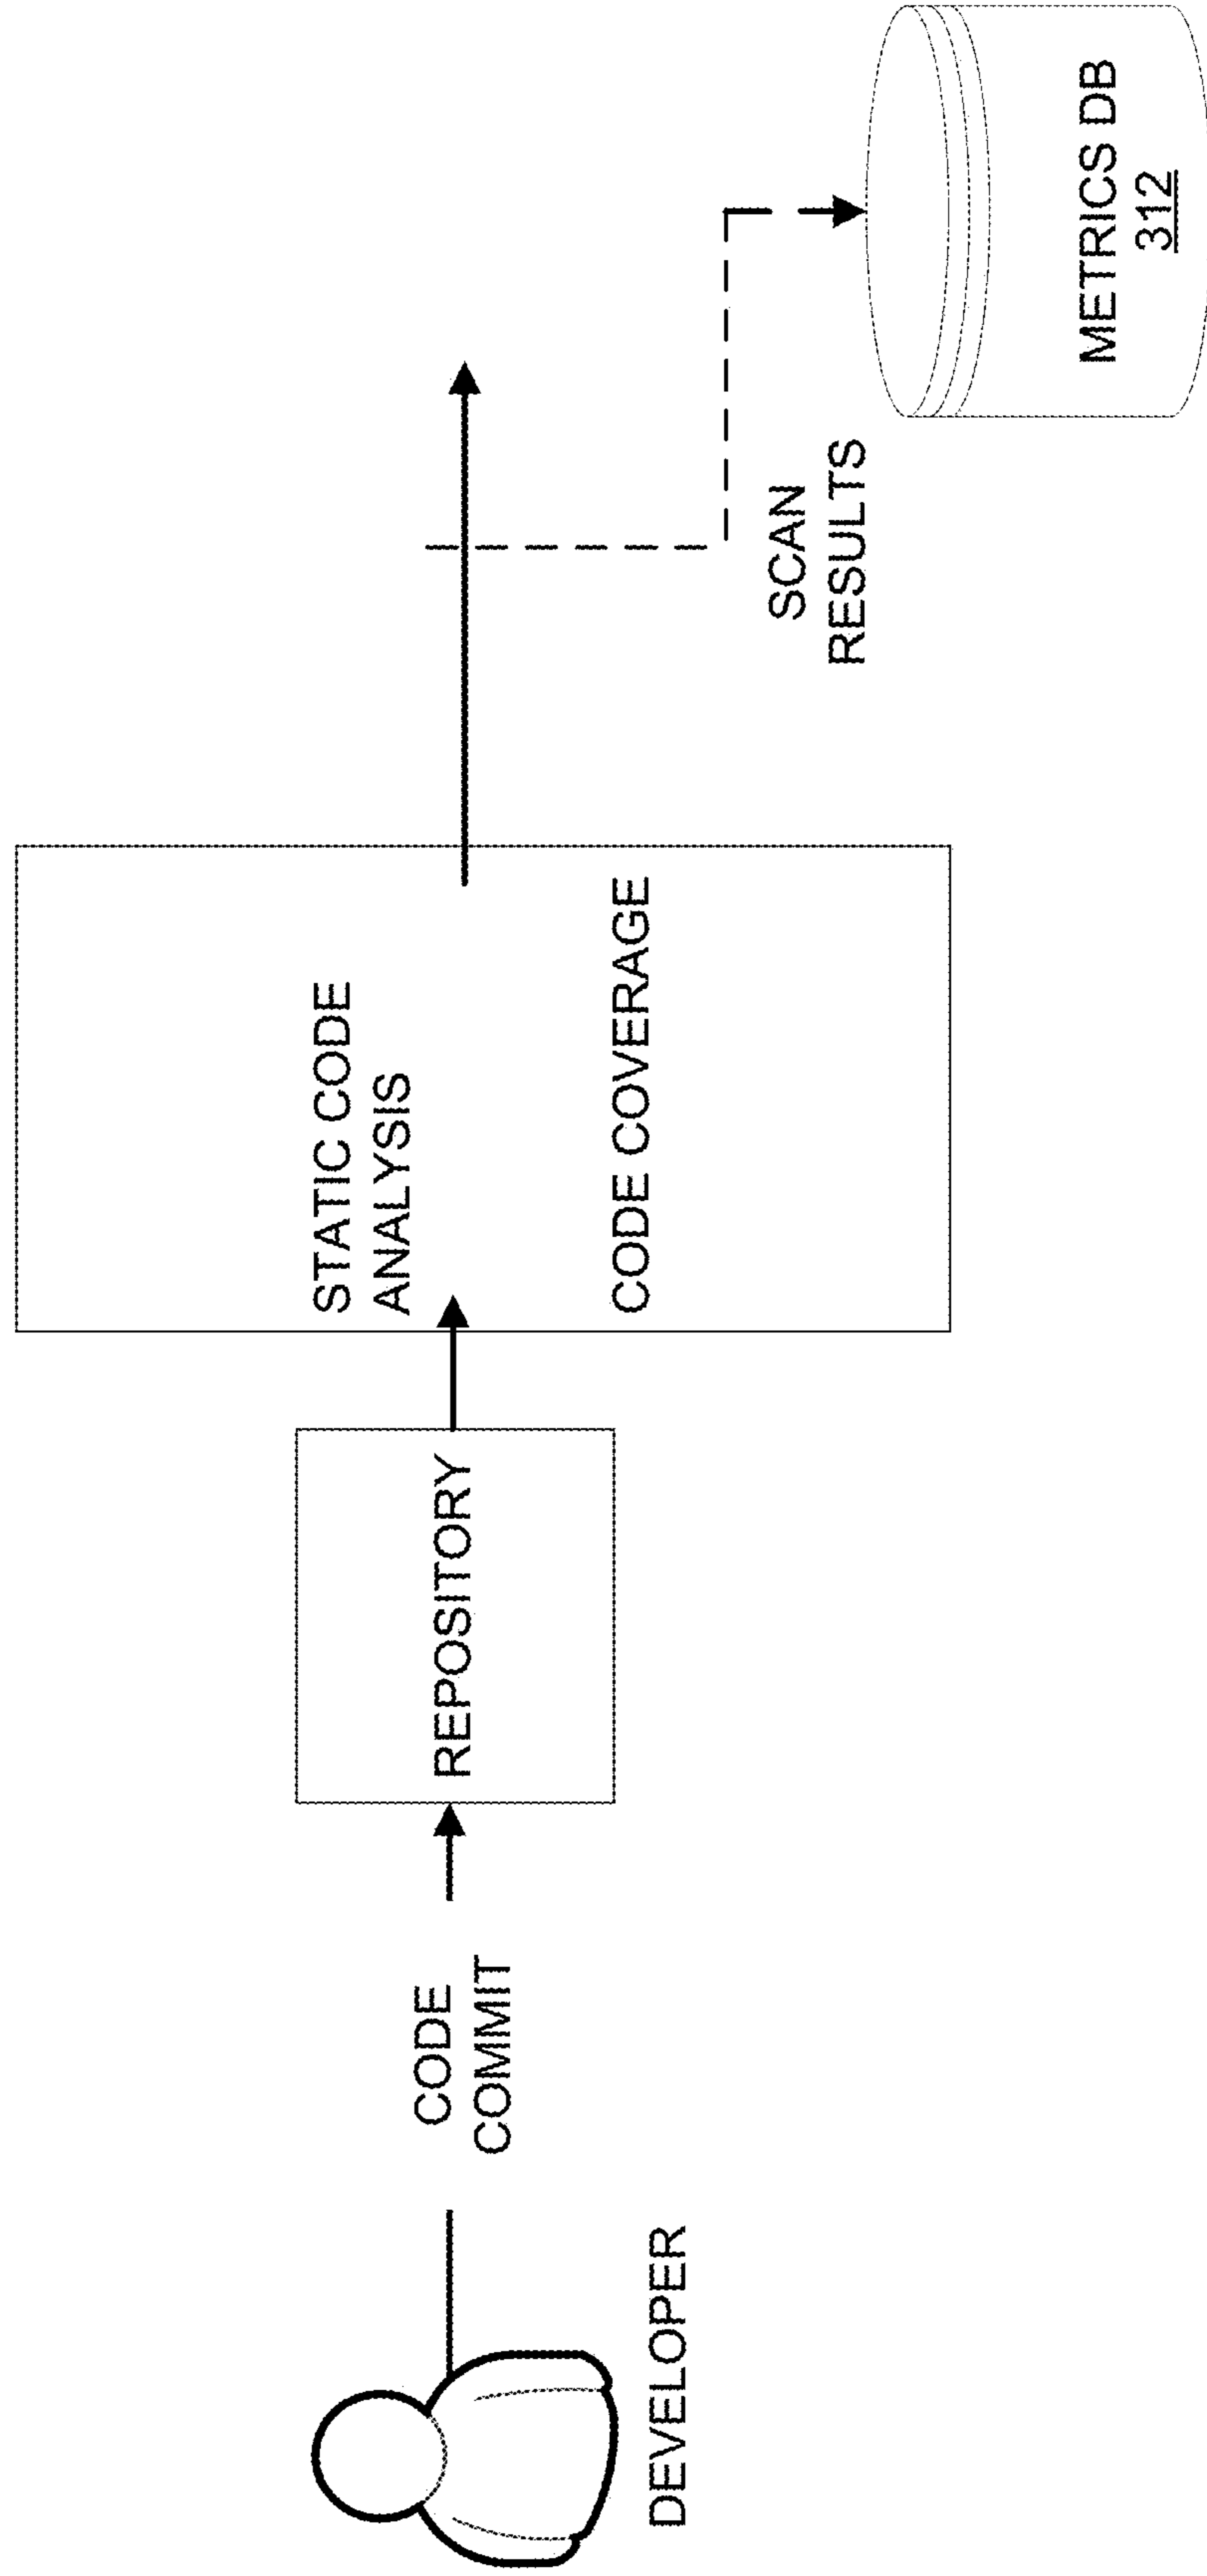 DEVELOPER
CODE
COMMIT
REPOSITORY
STATIC CODE
ANALYSIS
CODE COVERAGE
SCAN
RESULTS
METRICS DB
312